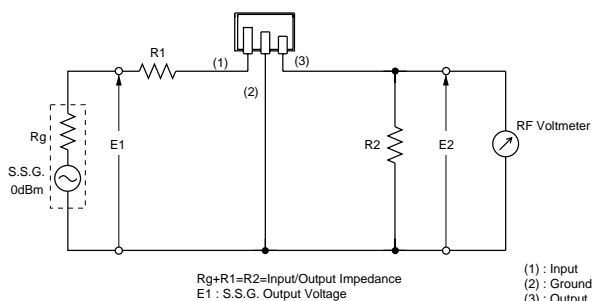 R1
(1)
(3)
(2)
Rg
E1
R2
E2
RF Voltmeter
S.S.G.
0dBm
Rg+R1=R2=Input/Output Impedance
E1 : S.S.G. Output Voltage
(1) : Input
(2) : Ground
(3) : Output